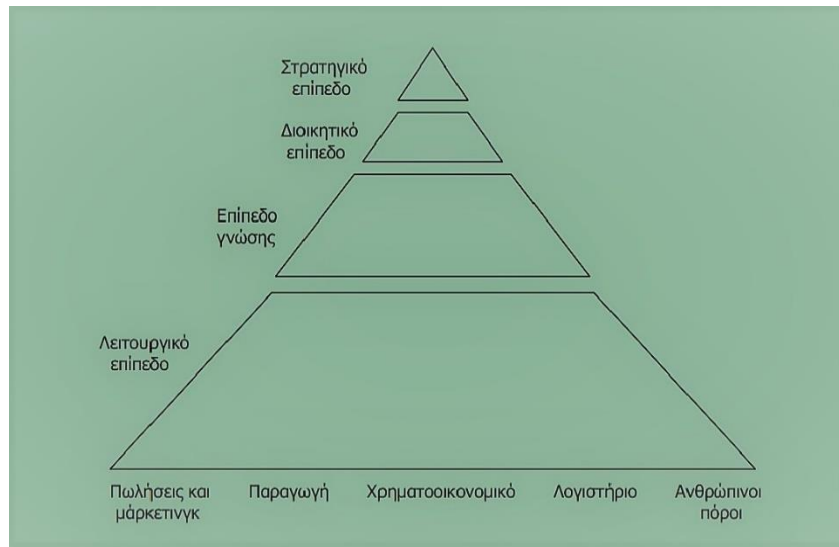 Στρατηγικό
επίπεδο
Διοικητικό
επίπεδο
Επίπεδο
γνώσης
Λειτουργικό
επίπεδο
Πωλήσεις και
μάρκετινγκ
Παραγωγή
Χρηματοοικονομικό
Λογιστήριο
Ανθρώπινοι
πόροι